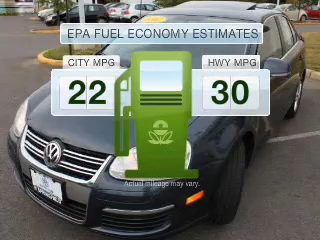 EPA FUEL ECONOMY ESTIMATES
CITY MPG
HWY MPG
22
30
Actual mileage may vary.